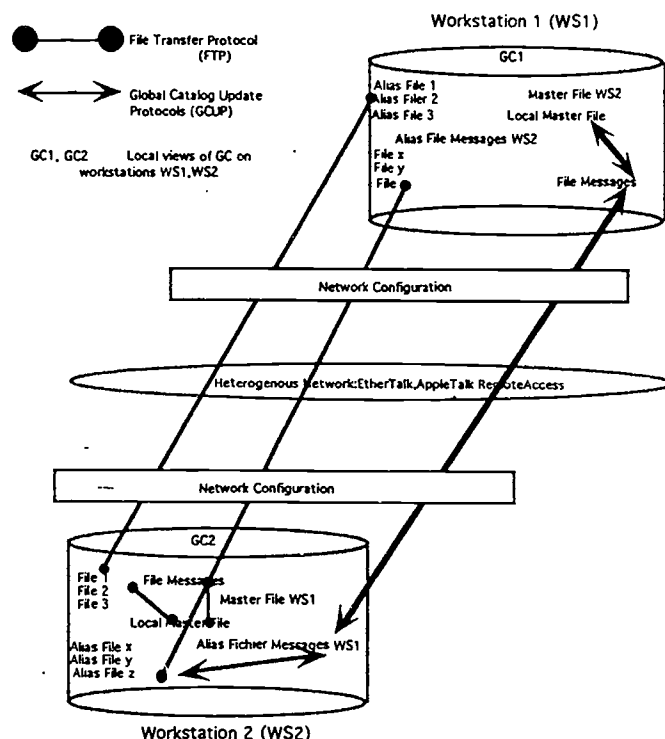 Workstation 1 (WS1)
File Transfer Protocol
(FTP)
Global Catalog Update
Protocols (GCUP)
GC1, GC2 Local views of GC on
workstations WS1,WS2
GC1
Alias File 1
Alias Filer 2
Alias File 3
Master File WS2
Local Master File
Alias File Messages WS2
File x
File y
File
File Messages
Network Configuration
Heterogenous Network:EtherTalk,AppleTalk RemoteAccess
Network Configuration
GC2
File 1
File 2
File 3
File Messages
Master File WS1
Local Master File
Alias Fichier Messages WS1
Alias File x
Alias File y
Alias File z
Workstation 2 (WS2)